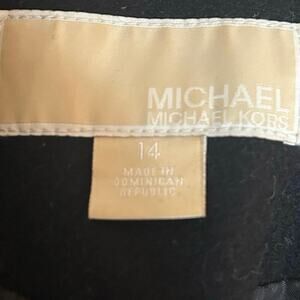 MICHAEL
MICHAEL KORS
14
MADE IN
DOMINICAN
REPUBLIC